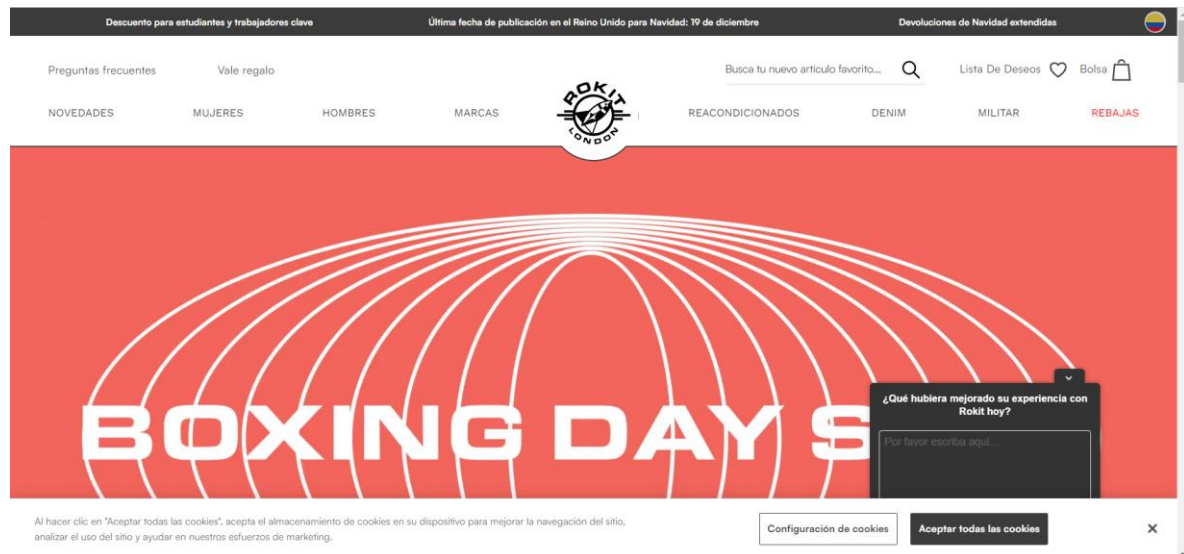 Descuento para estudiantes y trabajadores clave
Última fecha de publicación en el Reino Unido para Navidad: 19 de diciembre
Devoluciones de Navidad extendidas
Preguntas frecuentes
Vale regalo
Busca tu nuevo artículo favorito...
Lista De Deseos
Bolsa
NOVEDADES
MUJERES
HOMBRES
MARCAS
ROKIT
LONDON
REACONDICIONADOS
DENIM
MILITAR
REBAJAS
BOXING DAY S
¿Qué hubiera mejorado su experiencia con
Rokit hoy?
Por favor escriba aquí...
Al hacer clic en "Aceptar todas las cookies", acepta el almacenamiento de cookies en su dispositivo para mejorar la navegación del sitio,
analizar el uso del sitio y ayudar en nuestros esfuerzos de marketing.
Configuración de cookies
Aceptar todas las cookies